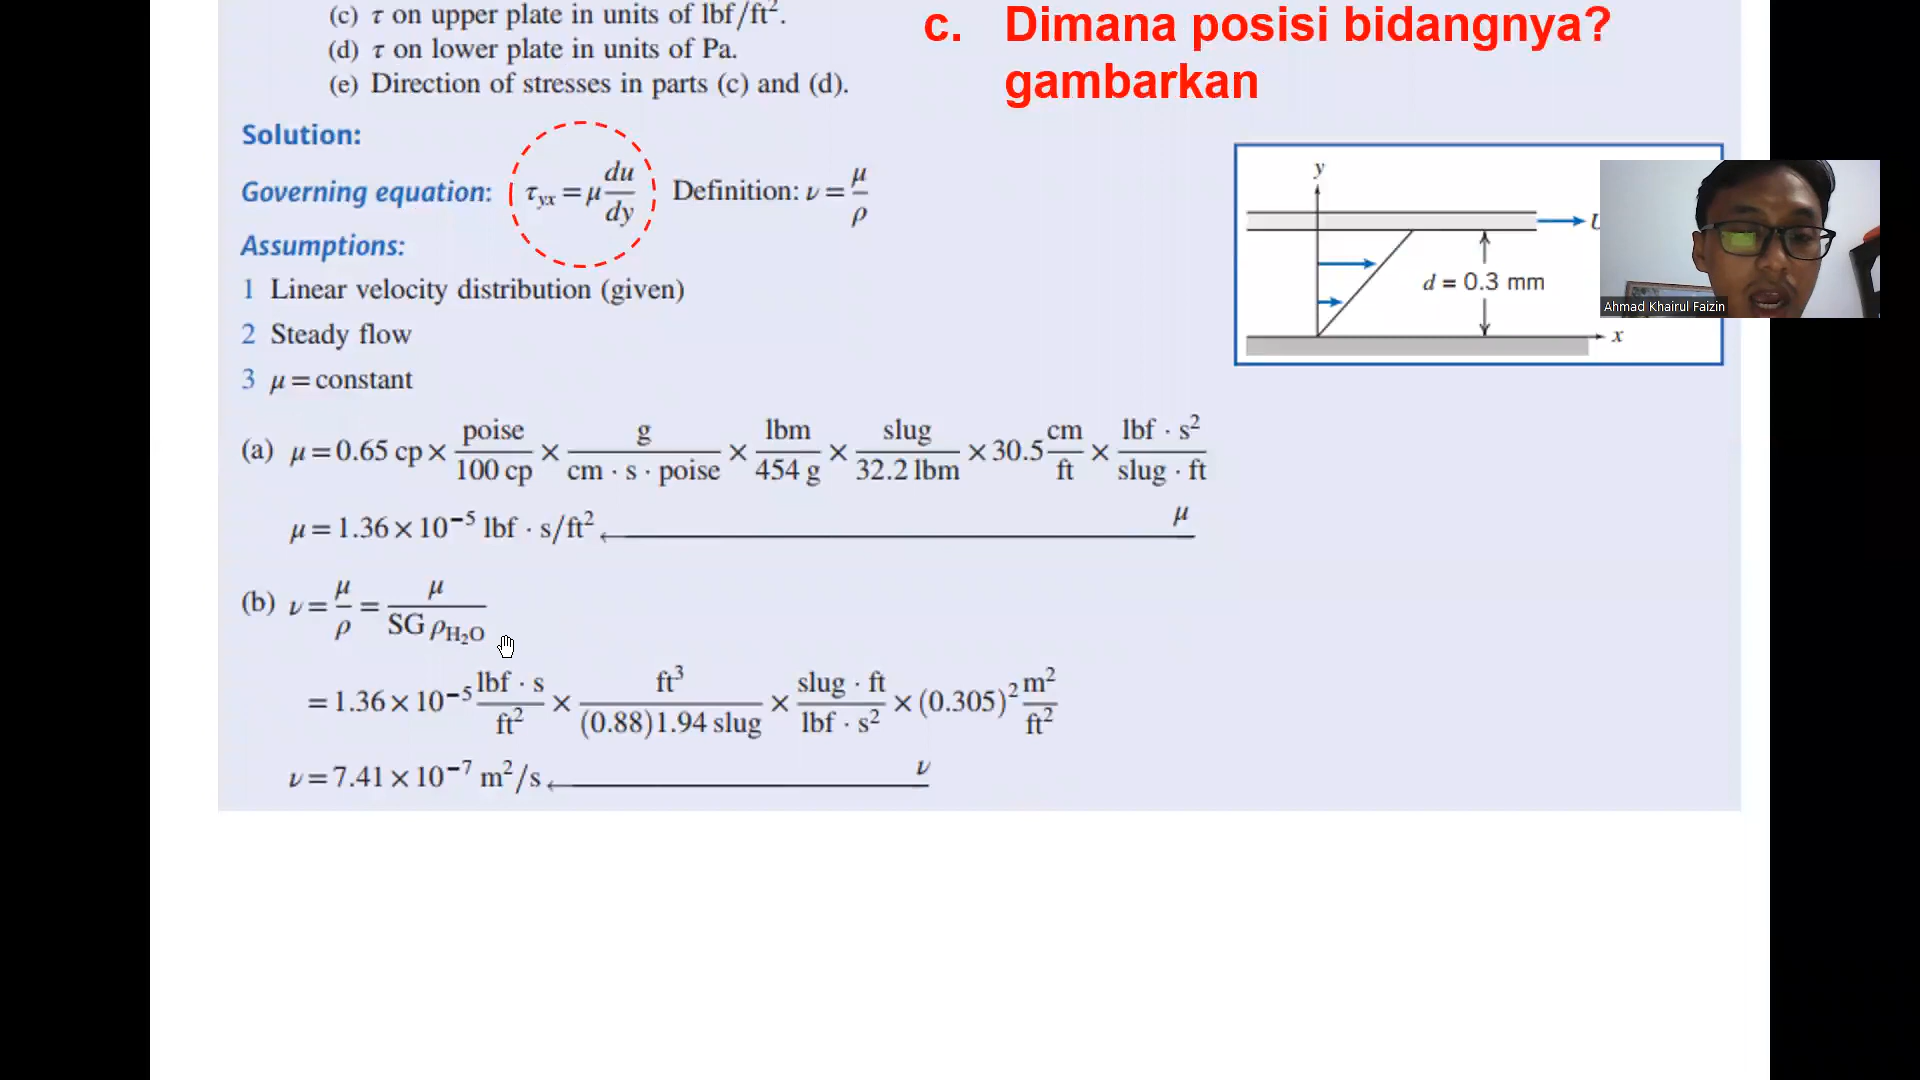 (c) τ on upper plate in units of lbf/ft².
(d) τ on lower plate in units of Pa.
(e) Direction of stresses in parts (c) and (d).
c. Dimana posisi bidangnya?
gambarkan
Solution:
Governing equation: τyx = μ du/dy Definition: ν = μ/ρ
Assumptions:
1 Linear velocity distribution (given)
2 Steady flow
3 μ = constant
y
U
d = 0.3 mm
x
Ahmad Khairul Faizin
(a) μ = 0.65 cp × poise/100 cp × g/cm · s · poise × lbm/454 g × slug/32.2 lbm × 30.5 cm/ft × lbf · s²/slug · ft
μ = 1.36 × 10⁻⁵ lbf · s/ft² ← μ
(b) ν = μ/ρ = μ/SG ρH₂O
= 1.36 × 10⁻⁵ lbf · s/ft² × ft³/(0.88)1.94 slug × slug · ft/lbf · s² × (0.305)² m²/ft²
ν = 7.41 × 10⁻⁷ m²/s ← ν